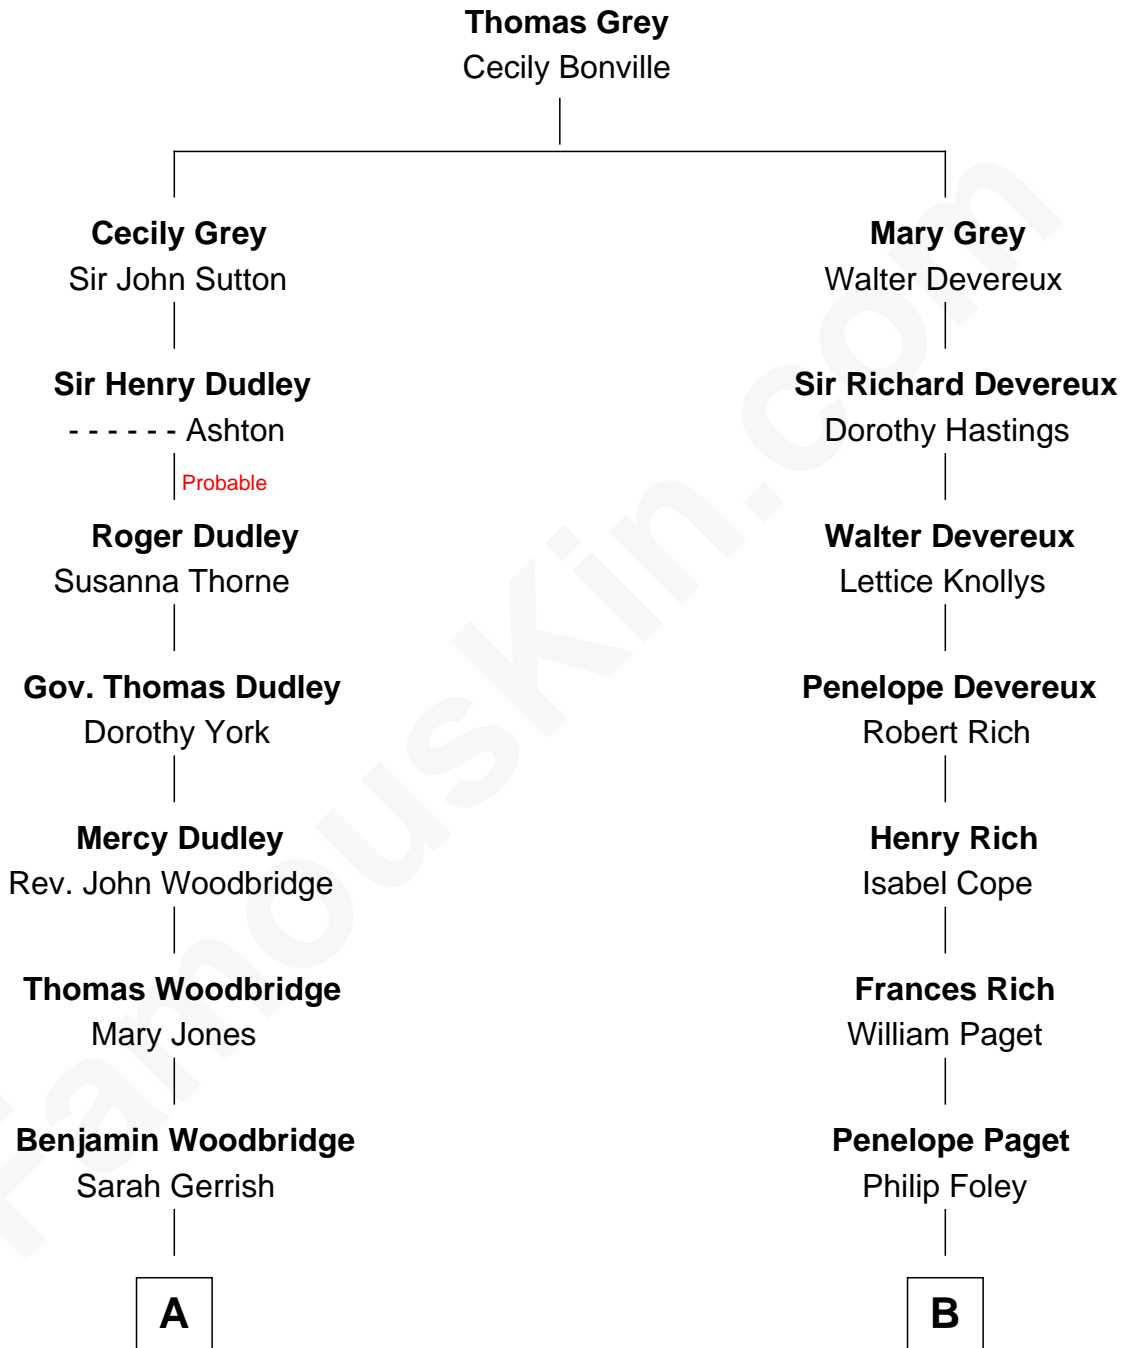 Thomas Grey
Cecily Bonville
Cecily Grey
Sir John Sutton
Mary Grey
Walter Devereux
Sir Henry Dudley
- - - - - - Ashton
Probable
Sir Richard Devereux
Dorothy Hastings
Roger Dudley
Susanna Thorne
Walter Devereux
Lettice Knollys
Gov. Thomas Dudley
Dorothy York
Penelope Devereux
Robert Rich
Mercy Dudley
Rev. John Woodbridge
Henry Rich
Isabel Cope
Thomas Woodbridge
Mary Jones
Frances Rich
William Paget
Benjamin Woodbridge
Sarah Gerrish
Penelope Paget
Philip Foley
A
B
FamousKin.com